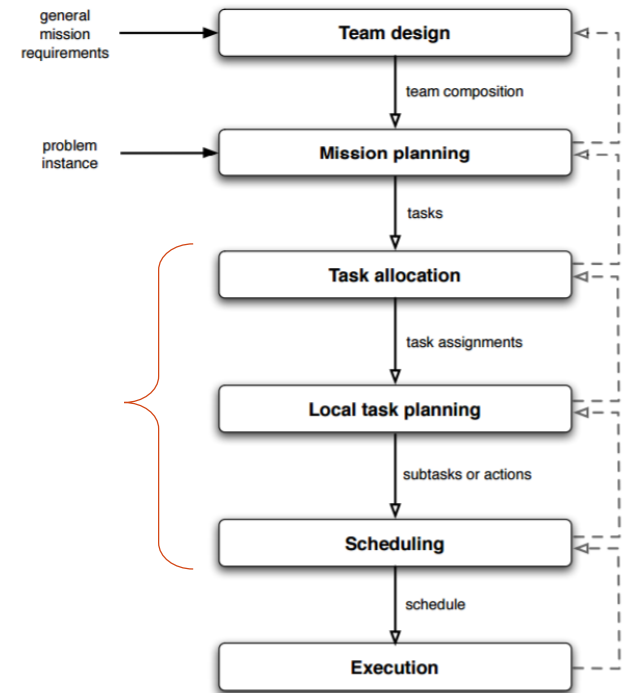 general
mission
requirements
Team design
team composition
problem
instance
Mission planning
tasks
Task allocation
task assignments
Local task planning
subtasks or actions
Scheduling
schedule
Execution